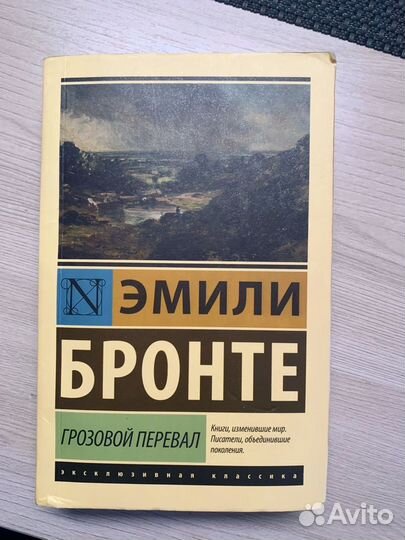 N ЭМИЛИ
БРОНТЕ
ГРОЗОВОЙ ПЕРЕВАЛ
Книги, изменившие мир.
Писатели, объединившие
поколения.
эксклюзивная классика
Avito